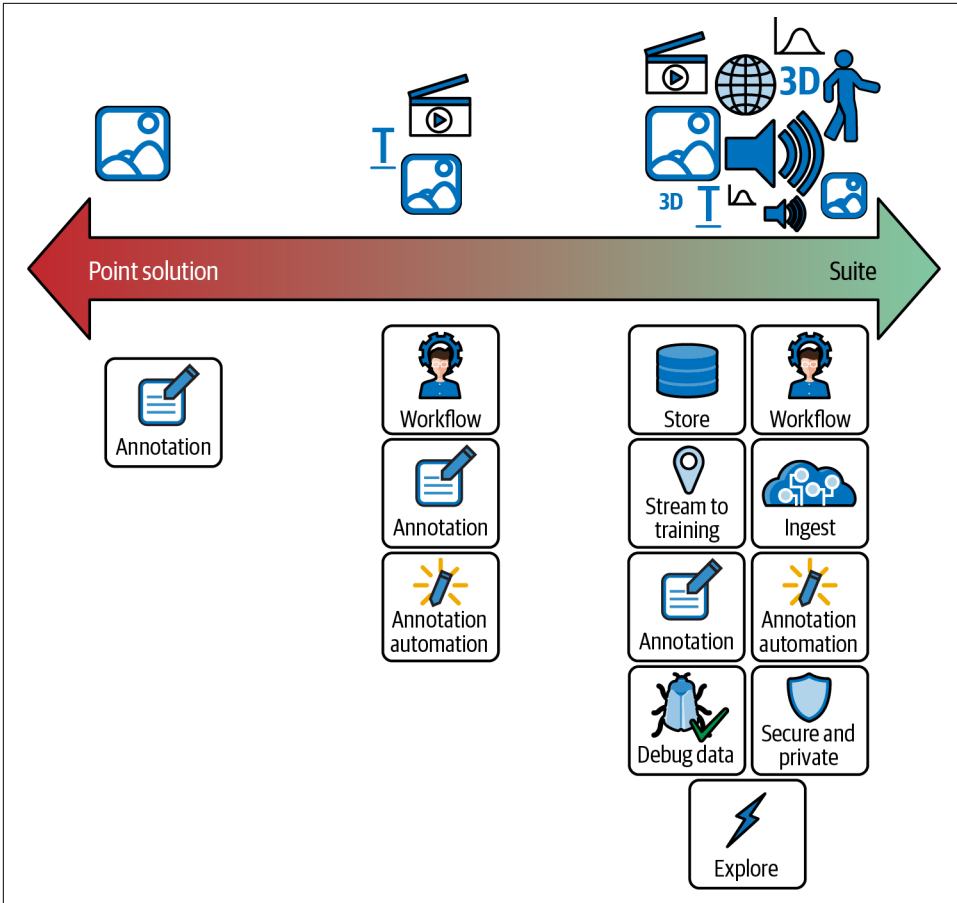 3D
T
3D
T
Point solution
Suite
Annotation
Workflow
Annotation
Annotation
automation
Store
Workflow
Stream to
training
Ingest
Annotation
Annotation
automation
Debug data
Secure and
private
Explore